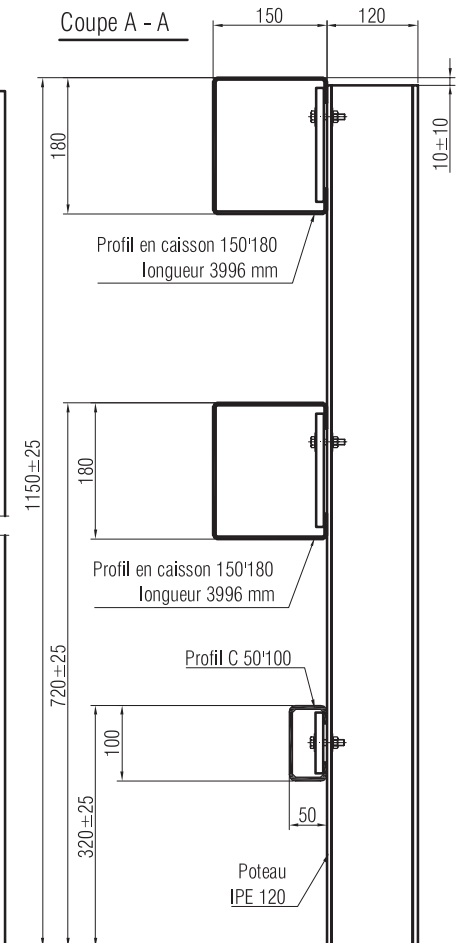 Coupe A - A
150
120
180
10±10
Profil en caisson 150'180
longueur 3996 mm
1150±25
180
Profil en caisson 150'180
longueur 3996 mm
720±25
Profil C 50'100
100
320±25
50
Poteau
IPE 120